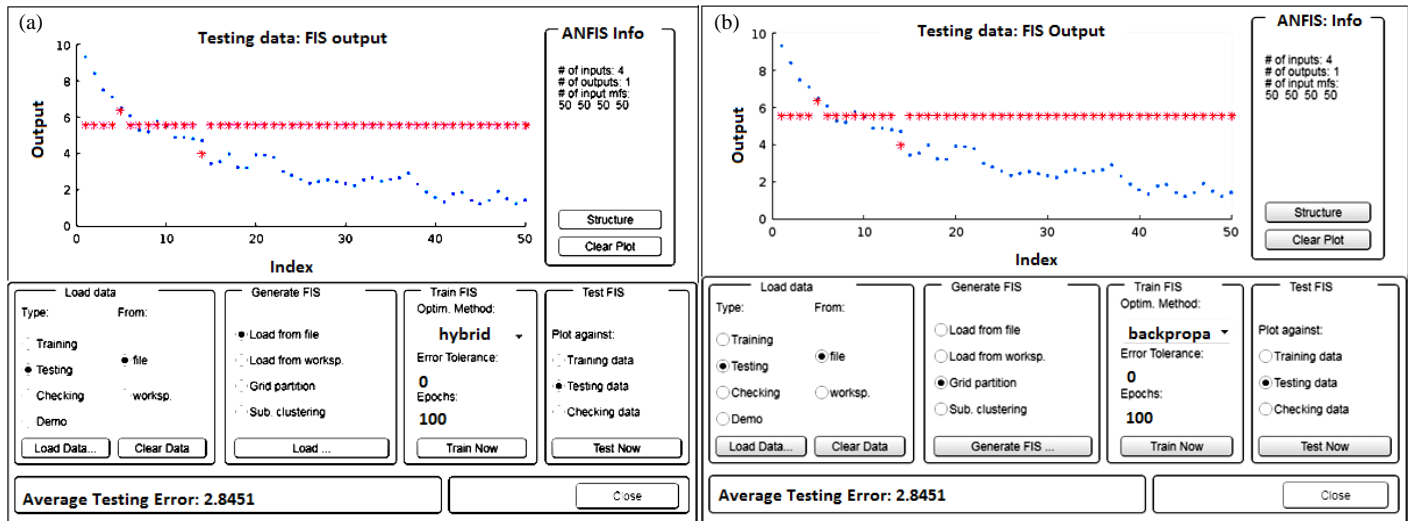 (a)
Testing data: FIS output
10
8
6
4
2
0
Output
0 10 20 30 40 50
Index
ANFIS Info
# of inputs: 4
# of outputs: 1
# of input mfs:
50 50 50 50
Structure
Clear Plot
Load data
Type: From:
Training
file
Testing
Checking
worksp.
Demo
Load Data... Clear Data
Generate FIS
Load from file
Load from worksp.
Grid partition
Sub. clustering
Load ...
Train FIS
Optim. Method:
hybrid
Error Tolerance:
0
Epochs:
100
Train Now
Test FIS
Plot against:
Training data
Testing data
Checking data
Test Now
Average Testing Error: 2.8451
Close
(b)
Testing data: FIS Output
10
8
6
4
2
0
Output
0 10 20 30 40 50
Index
ANFIS: Info
# of inputs: 4
# of outputs: 1
# of input mfs:
50 50 50 50
Structure
Clear Plot
Load data
Type: From:
Training
Testing
file
Checking
worksp.
Demo
Load Data... Clear Data
Generate FIS
Load from file
Load from worksp.
Grid partition
Sub. clustering
Generate FIS ...
Train FIS
Optim. Method:
backpropa
Error Tolerance:
0
Epochs:
100
Train Now
Test FIS
Plot against:
Training data
Testing data
Checking data
Test Now
Average Testing Error: 2.8451
Close